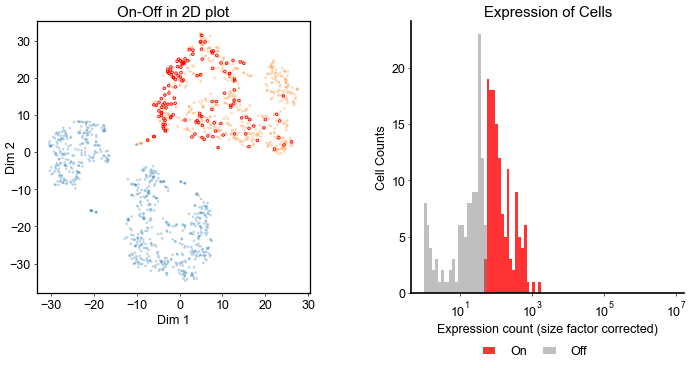 On-Off in 2D plot
30
20
10
0
−10
−20
−30
Dim 2
−30 −20 −10 0 10 20 30
Dim 1
Expression of Cells
20
15
10
5
0
Cell Counts
10^1 10^3 10^5 10^7
Expression count (size factor corrected)
On Off